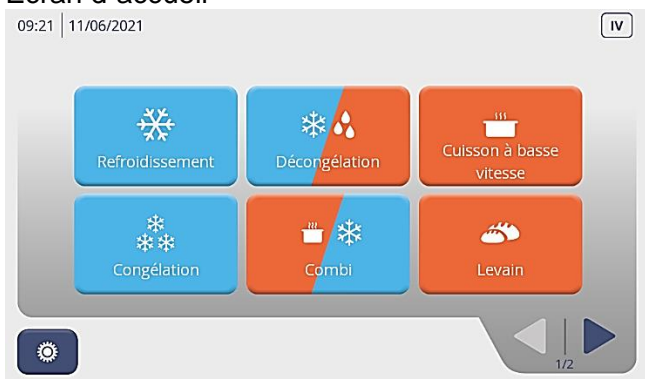 Ecran d'accueil
09:21 11/06/2021
IV
Refroidissement
Décongélation
Cuisson à basse
vitesse
Congélation
Combi
Levain
1/2